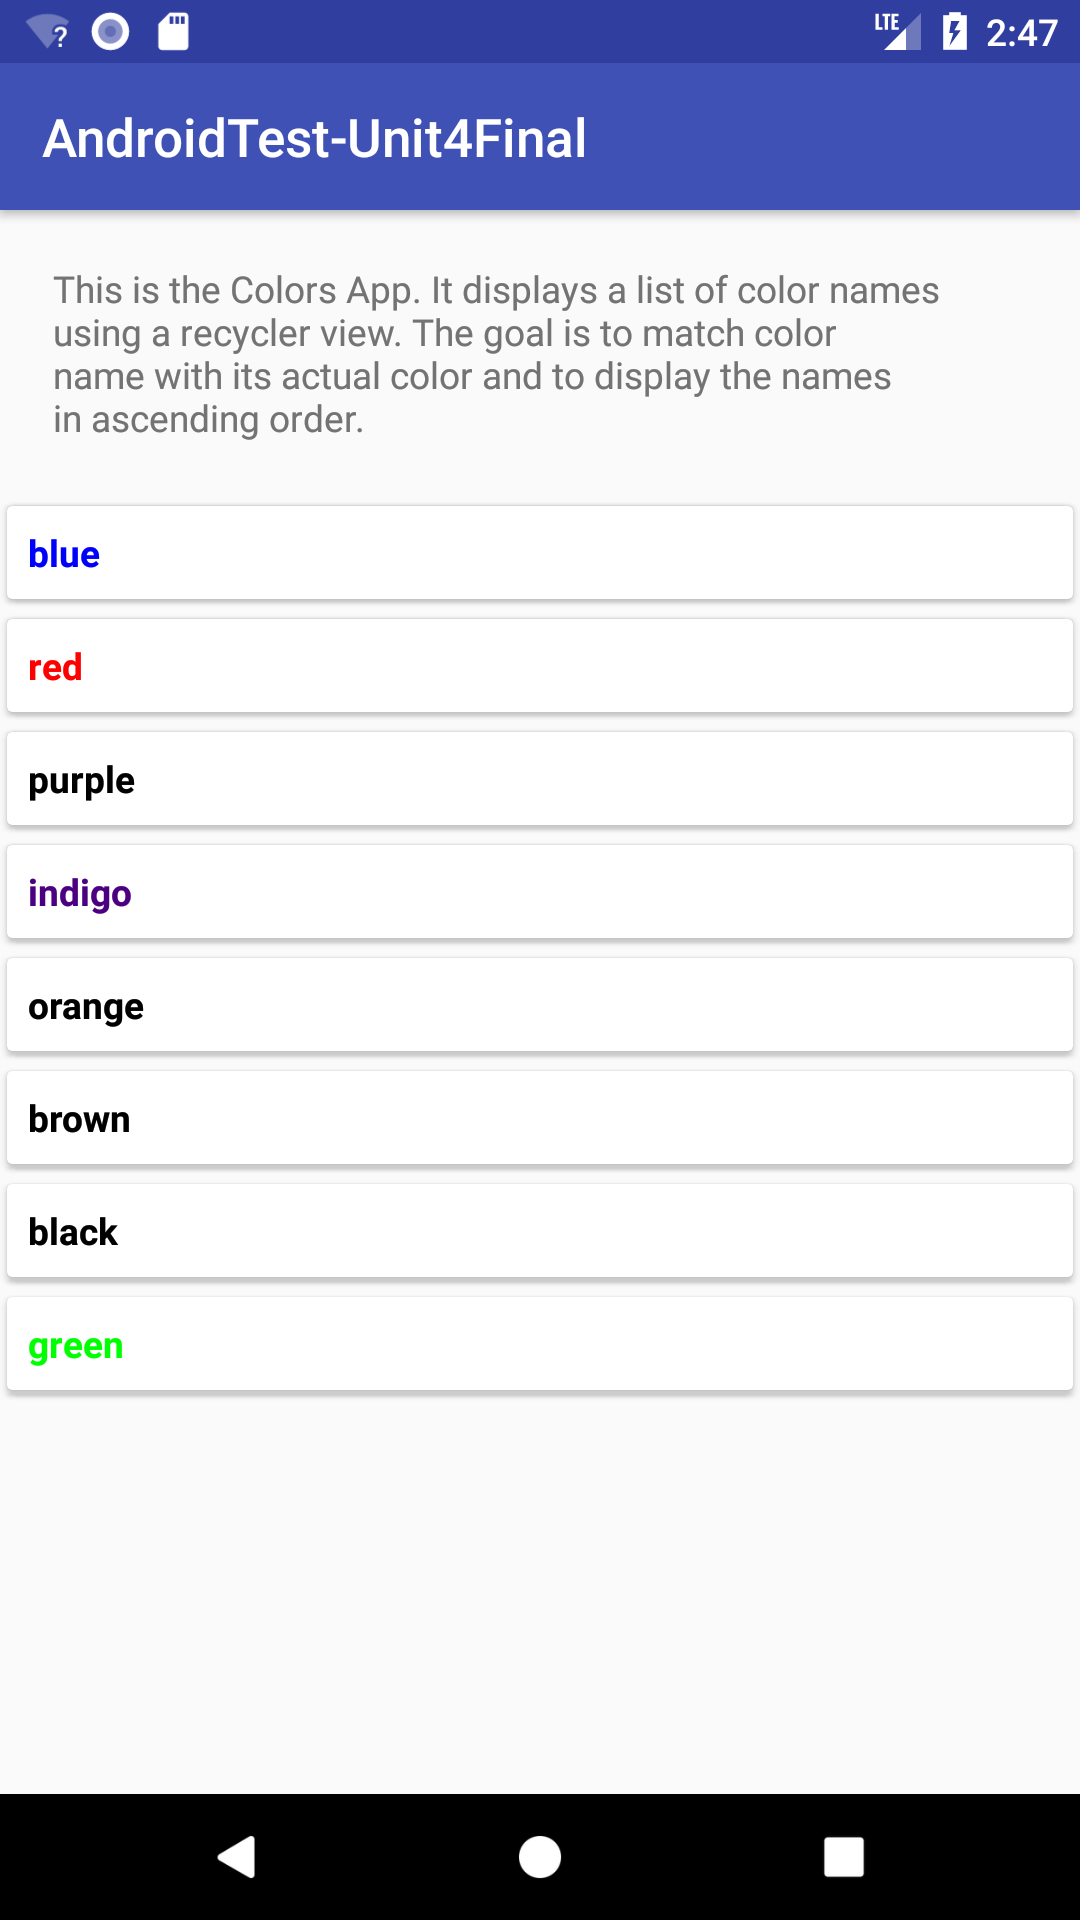 LTE 2:47
AndroidTest-Unit4Final
This is the Colors App. It displays a list of color names
using a recycler view. The goal is to match color
name with its actual color and to display the names
in ascending order.
blue
red
purple
indigo
orange
brown
black
green